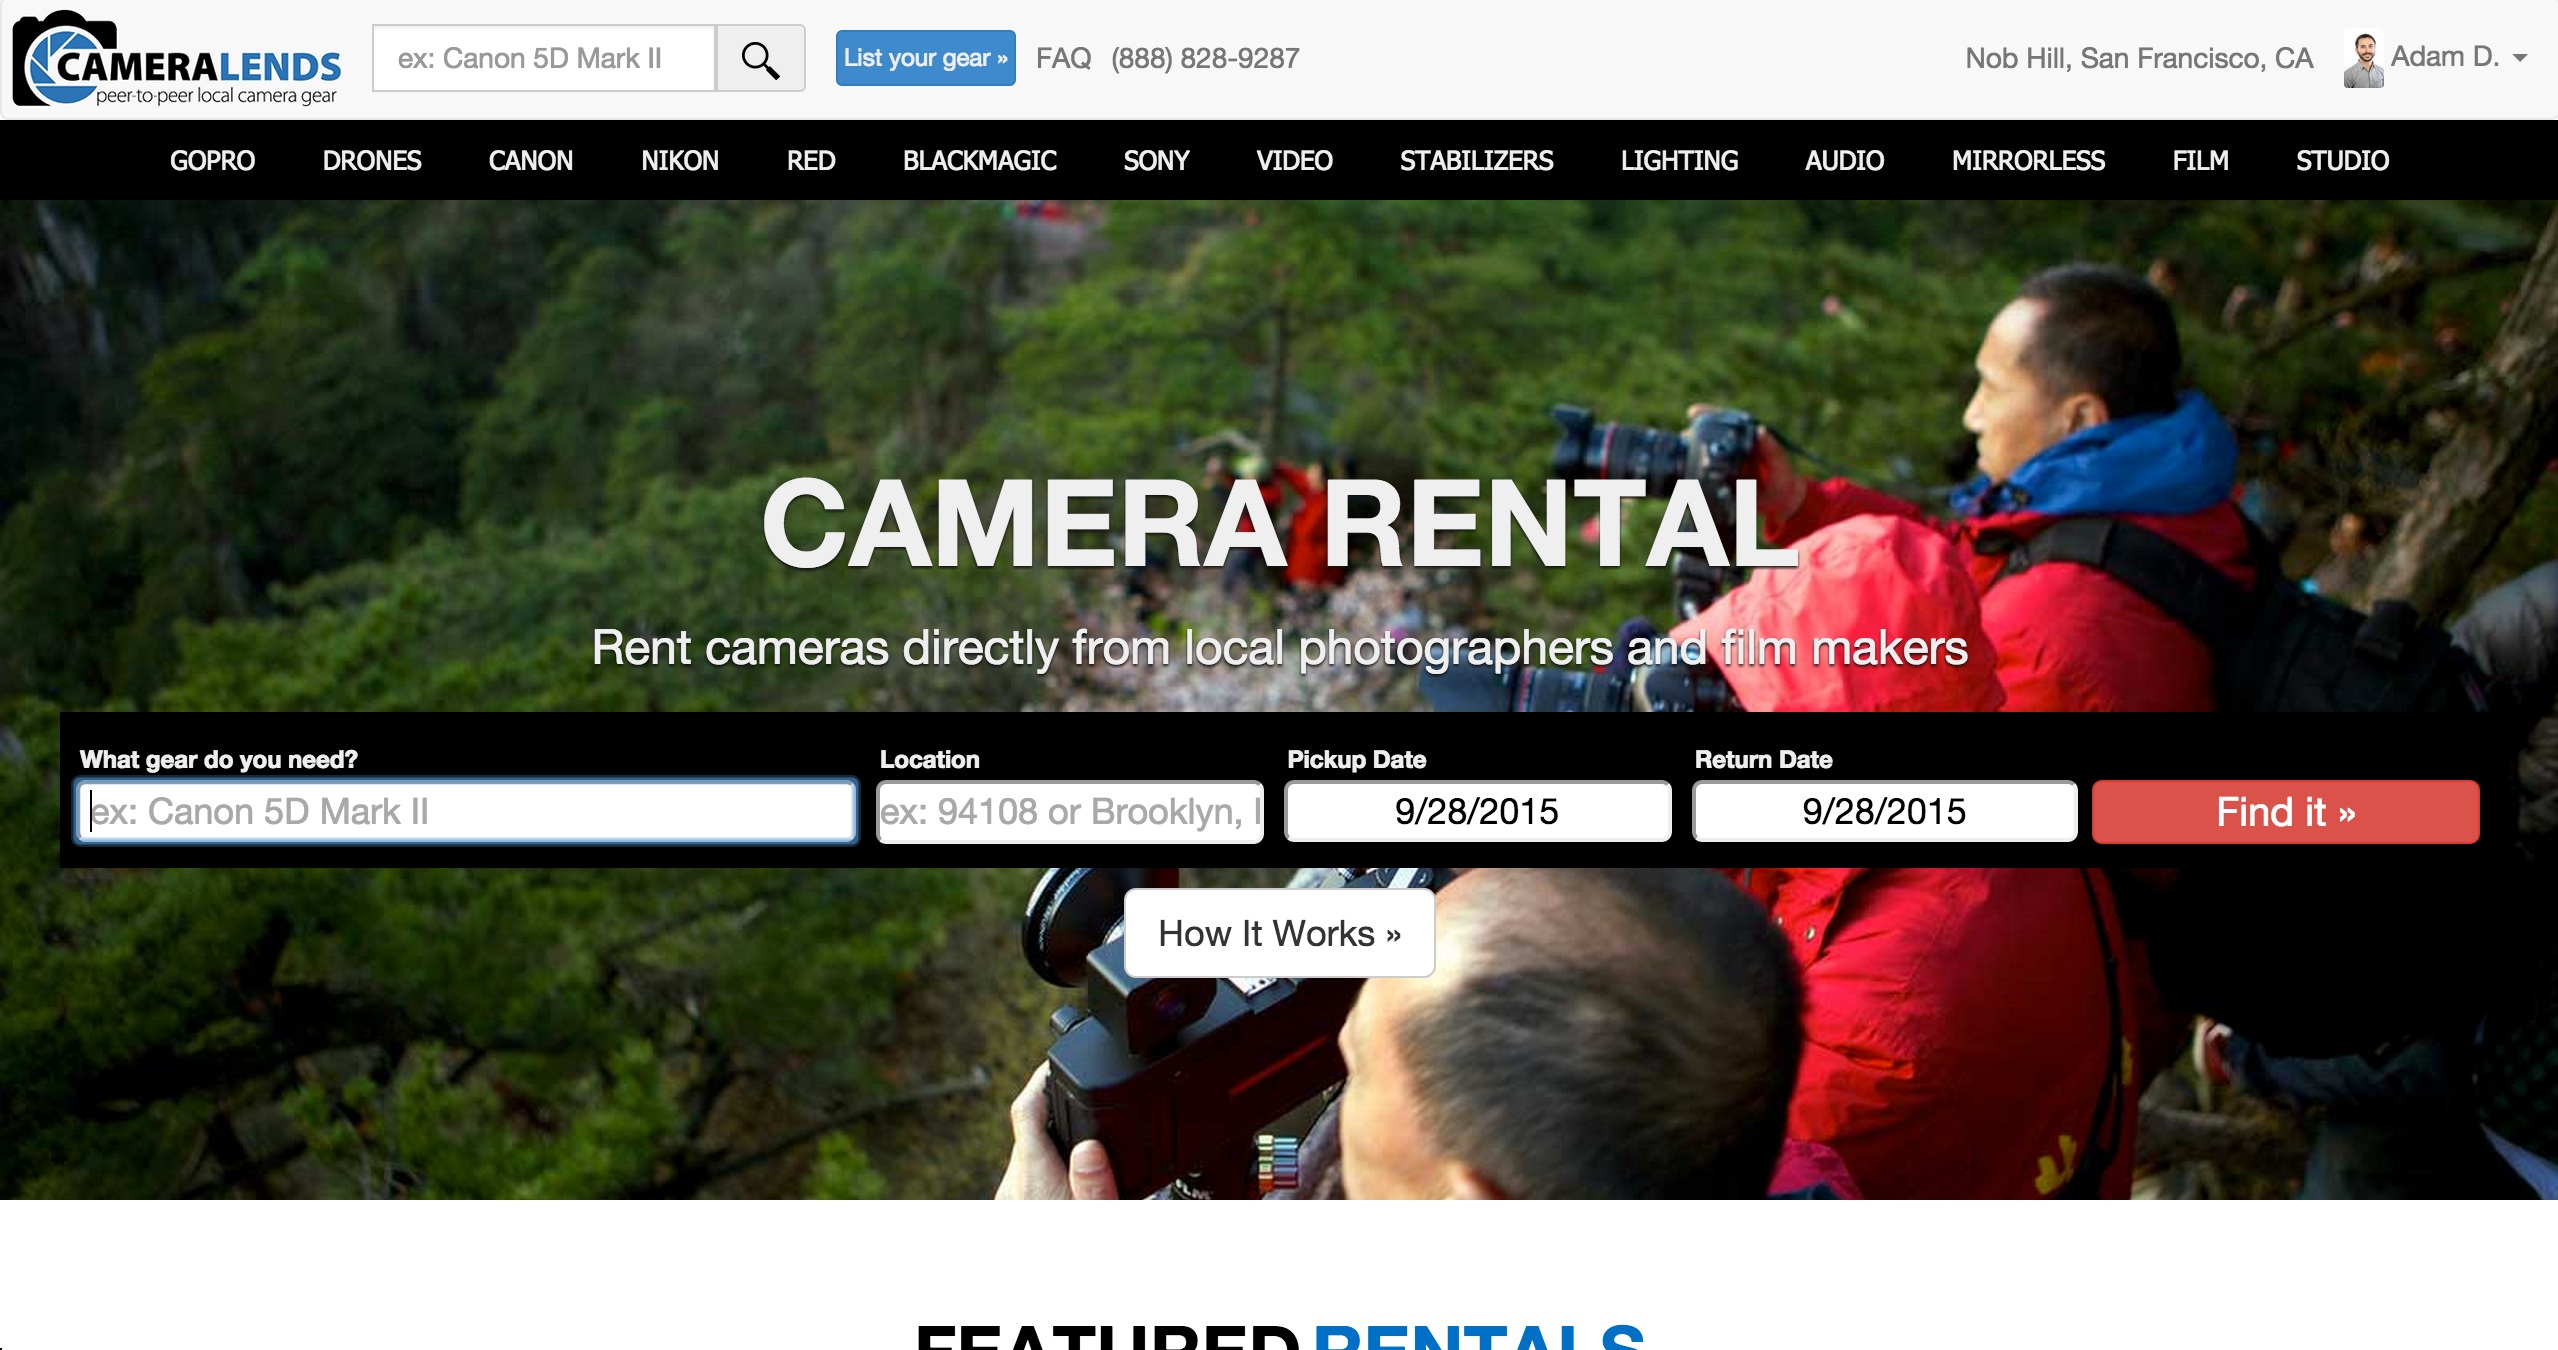 CAMERALENDS
peer-to-peer local camera gear
ex: Canon 5D Mark II
List your gear »
FAQ
(888) 828-9287
Nob Hill, San Francisco, CA
Adam D.
GOPRO DRONES CANON NIKON RED BLACKMAGIC SONY VIDEO STABILIZERS LIGHTING AUDIO MIRRORLESS FILM STUDIO
CAMERA RENTAL
Rent cameras directly from local photographers and film makers
What gear do you need?
ex: Canon 5D Mark II
Location
ex: 94108 or Brooklyn,
Pickup Date
9/28/2015
Return Date
9/28/2015
Find it »
How It Works »
FEATURED RENTALS